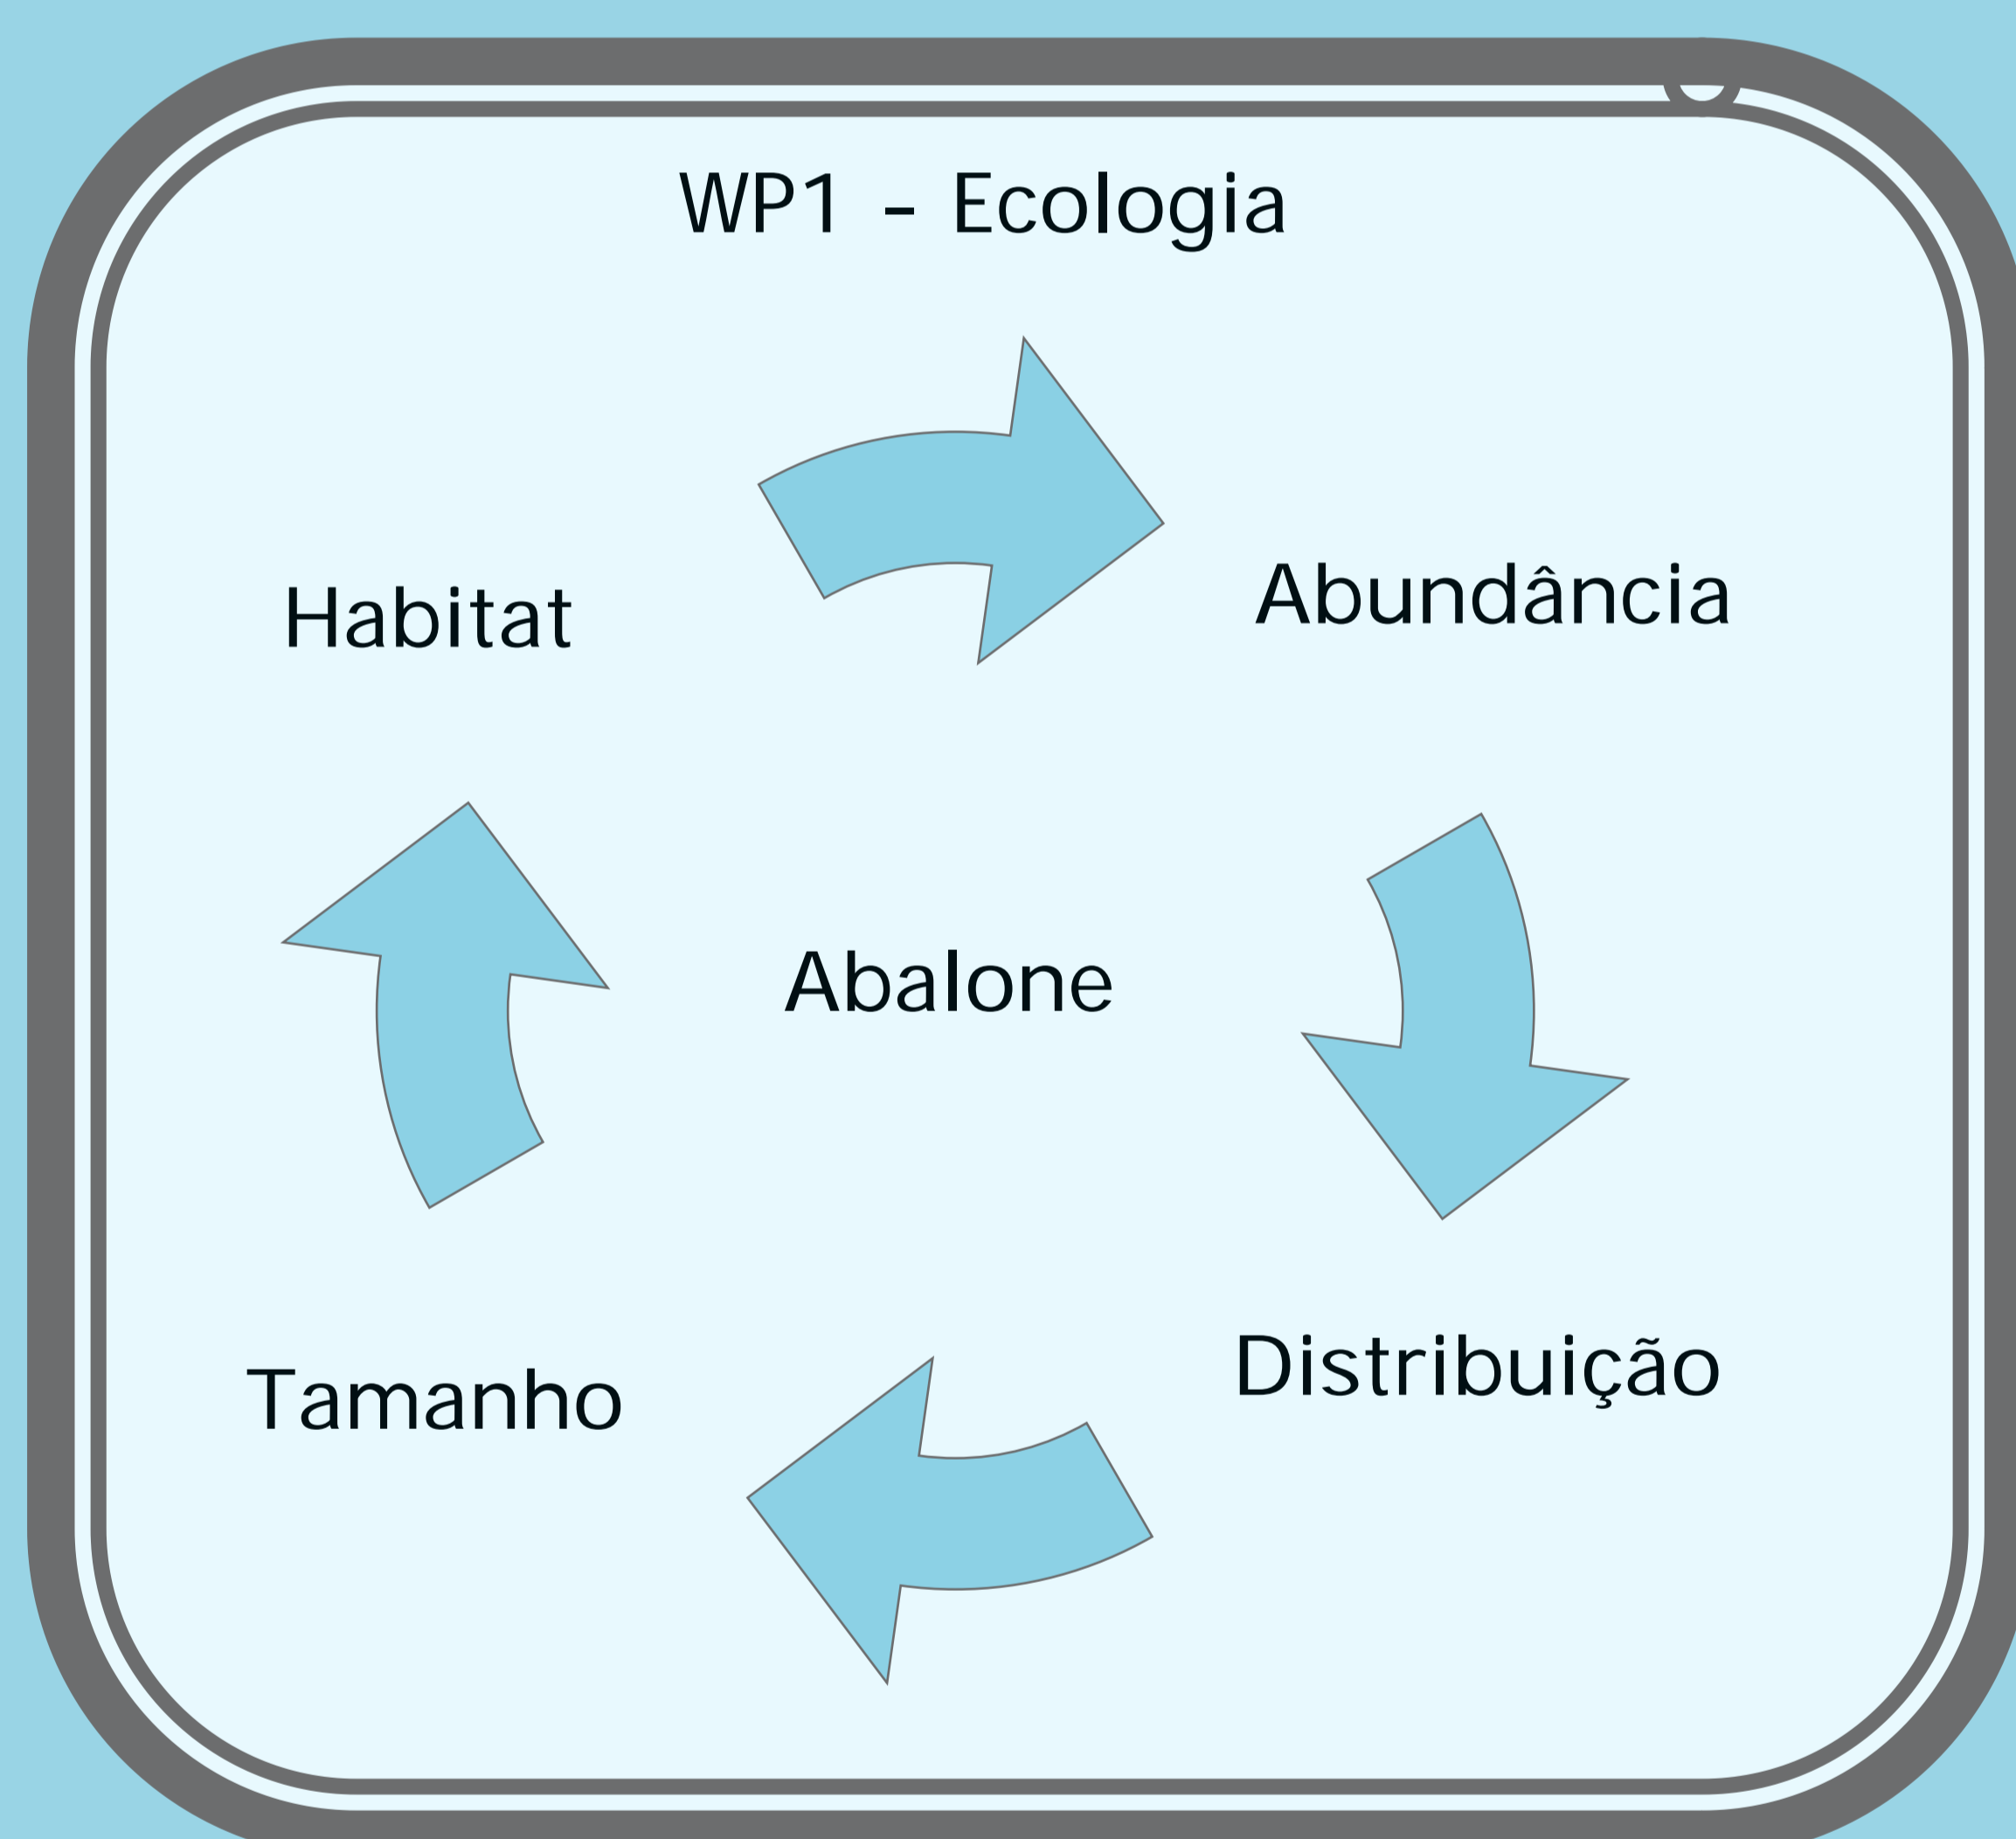 WP1 - Ecologia
Habitat
Abundância
Abalone
Tamanho
Distribuição